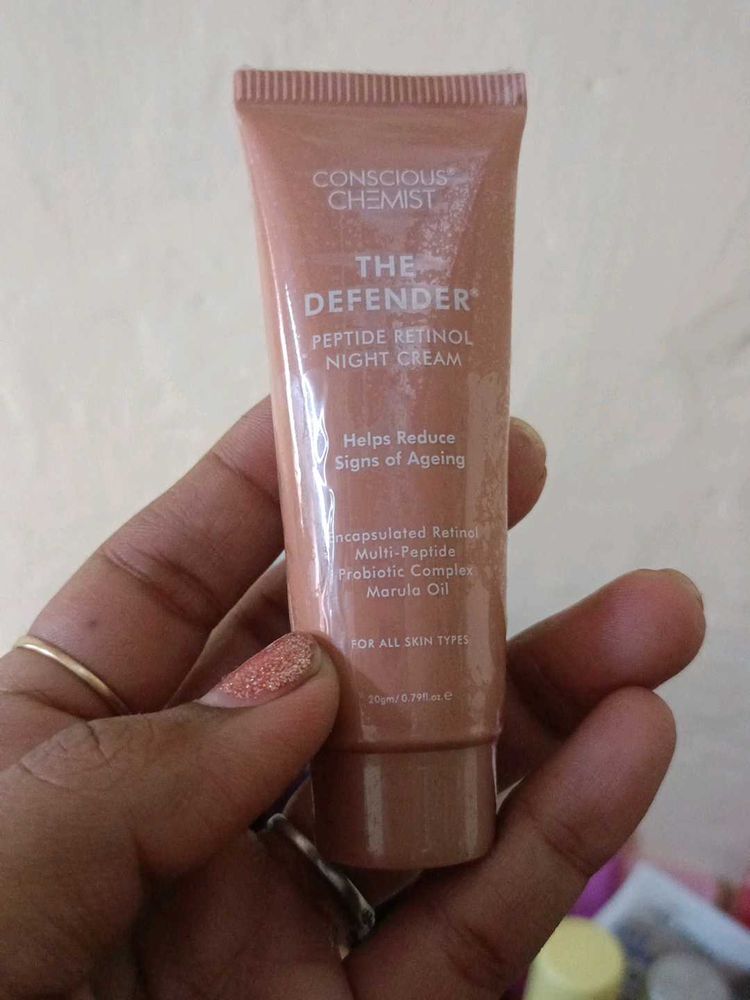 CONSCIOUS
CHEMIST
THE
DEFENDER®
PEPTIDE RETINOL
NIGHT CREAM
Helps Reduce
Signs of Ageing
Encapsulated Retinol
Multi-Peptide
Probiotic Complex
Marula Oil
FOR ALL SKIN TYPES
20gm/0.79fl.oz.℮